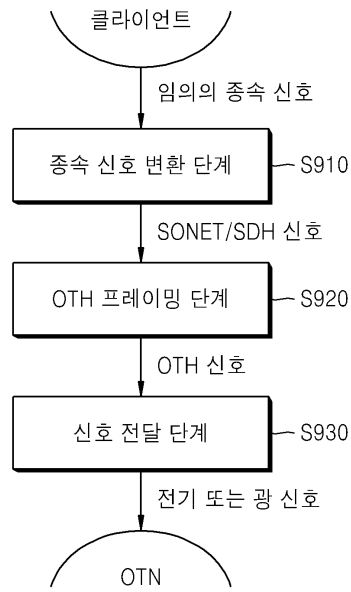 클라이언트
임의의 종속 신호
종속 신호 변환 단계
S910
SONET/SDH 신호
OTH 프레이밍 단계
S920
OTH 신호
신호 전달 단계
S930
전기 또는 광 신호
OTN